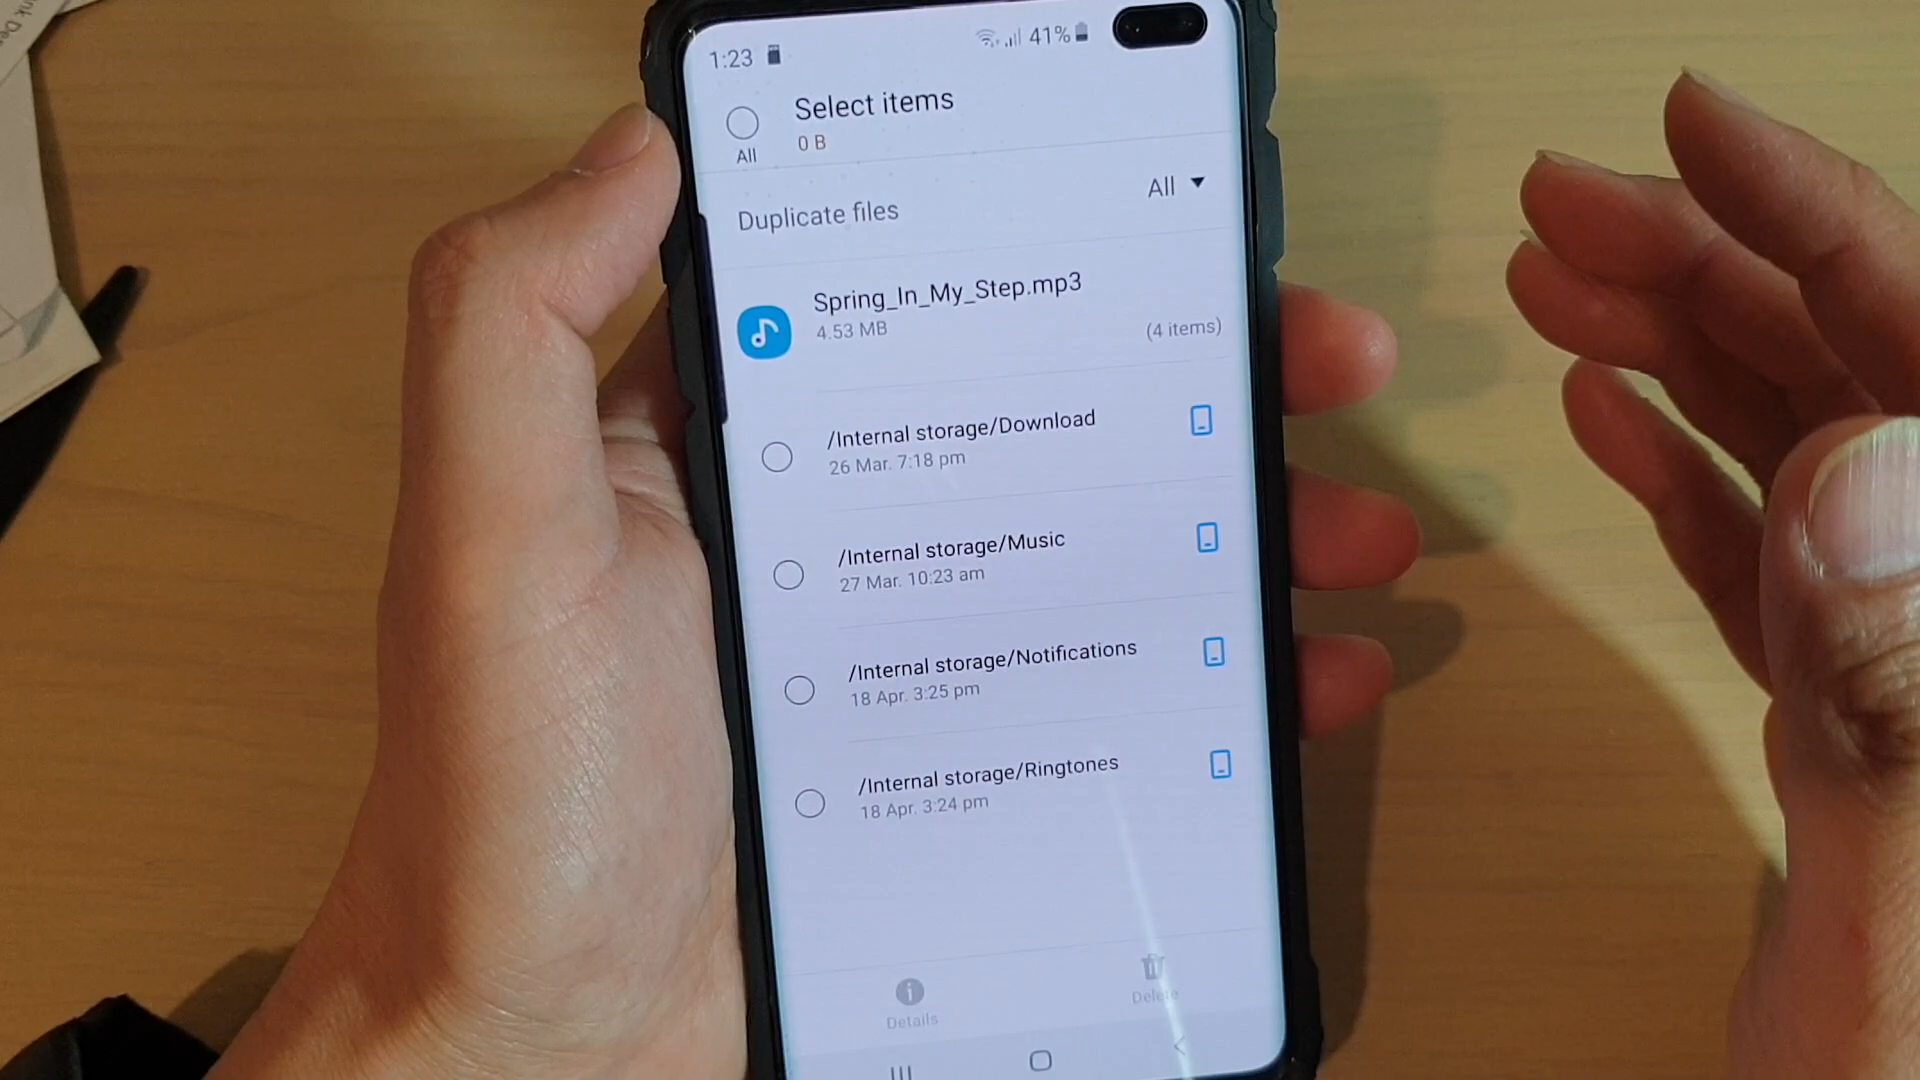 1:23
41%
Select items
All
0 B
Duplicate files
All
Spring_In_My_Step.mp3
4.53 MB
(4 items)
/Internal storage/Download
26 Mar. 7:18 pm
/Internal storage/Music
27 Mar. 10:23 am
/Internal storage/Notifications
18 Apr. 3:25 pm
/Internal storage/Ringtones
18 Apr. 3:24 pm
Details
Delete